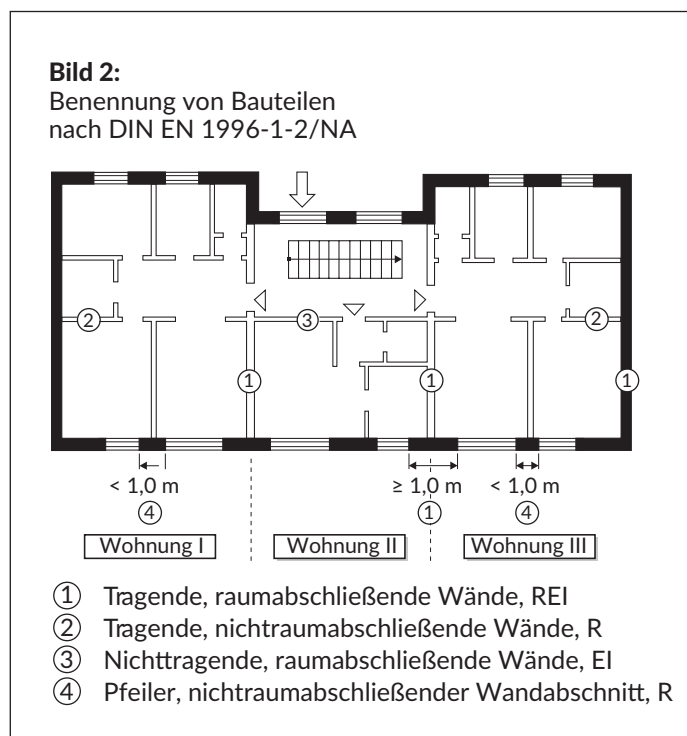 Bild 2:
Benennung von Bauteilen
nach DIN EN 1996-1-2/NA
3
2
2
1
1
1
< 1,0 m
≥ 1,0 m
< 1,0 m
4
1
4
Wohnung I
Wohnung II
Wohnung III
1 Tragende, raumabschließende Wände, REI
2 Tragende, nichtraumabschließende Wände, R
3 Nichttragende, raumabschließende Wände, EI
4 Pfeiler, nichtraumabschließender Wandabschnitt, R